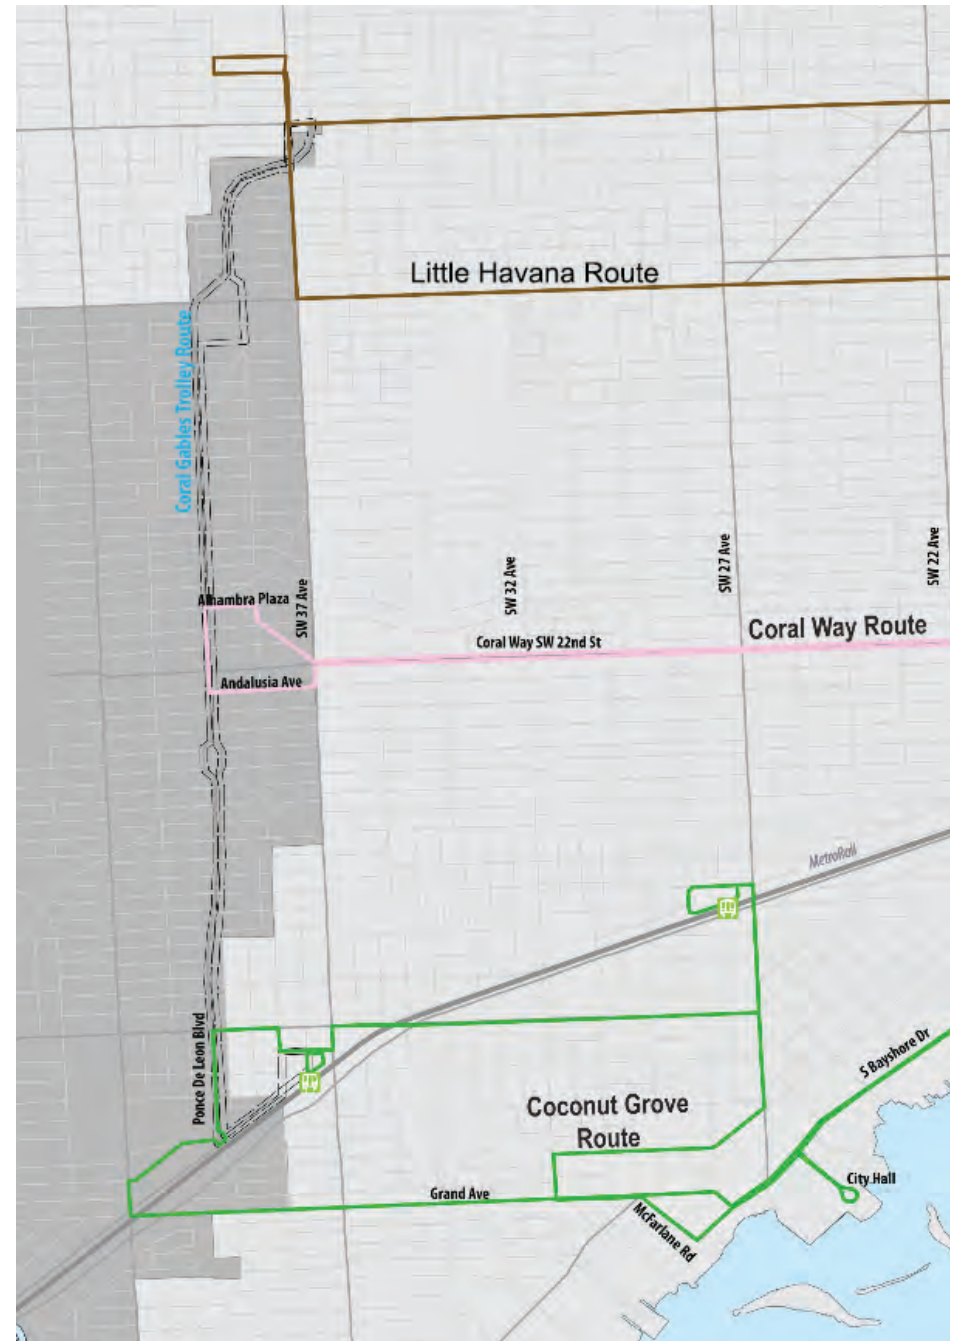 Little Havana Route
Coral Gables Trolley Route
SW 37 Ave
SW 32 Ave
SW 27 Ave
SW 22 Ave
Alhambra Plaza
Coral Way Route
Coral Way SW 22nd St
Andalusia Ave
MetroRail
Ponce De Leon Blvd
S Bayshore Dr
Coconut Grove
Route
City Hall
Grand Ave
McFarlane Rd